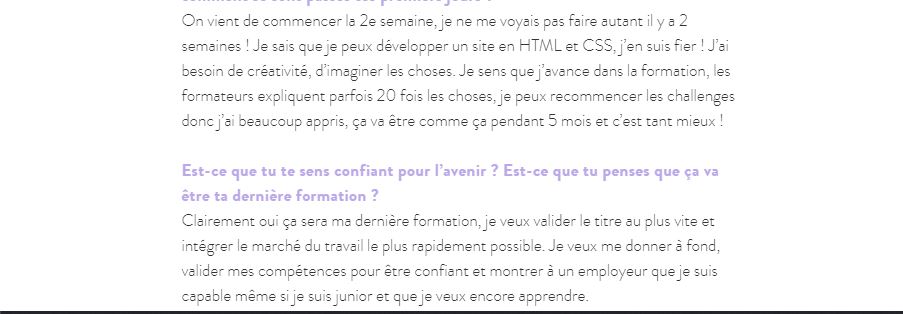 On vient de commencer la 2e semaine, je ne me voyais pas faire autant il y a 2
semaines ! Je sais que je peux développer un site en HTML et CSS, j'en suis fier ! J'ai
besoin de créativité, d'imaginer les choses. Je sens que j'avance dans la formation, les
formateurs expliquent parfois 20 fois les choses, je peux recommencer les challenges
donc j'ai beaucoup appris, ça va être comme ça pendant 5 mois et c'est tant mieux !
Est-ce que tu te sens confiant pour l'avenir ? Est-ce que tu penses que ça va
être ta dernière formation ?
Clairement oui ça sera ma dernière formation, je veux valider le titre au plus vite et
intégrer le marché du travail le plus rapidement possible. Je veux me donner à fond,
valider mes compétences pour être confiant et montrer à un employeur que je suis
capable même si je suis junior et que je veux encore apprendre.